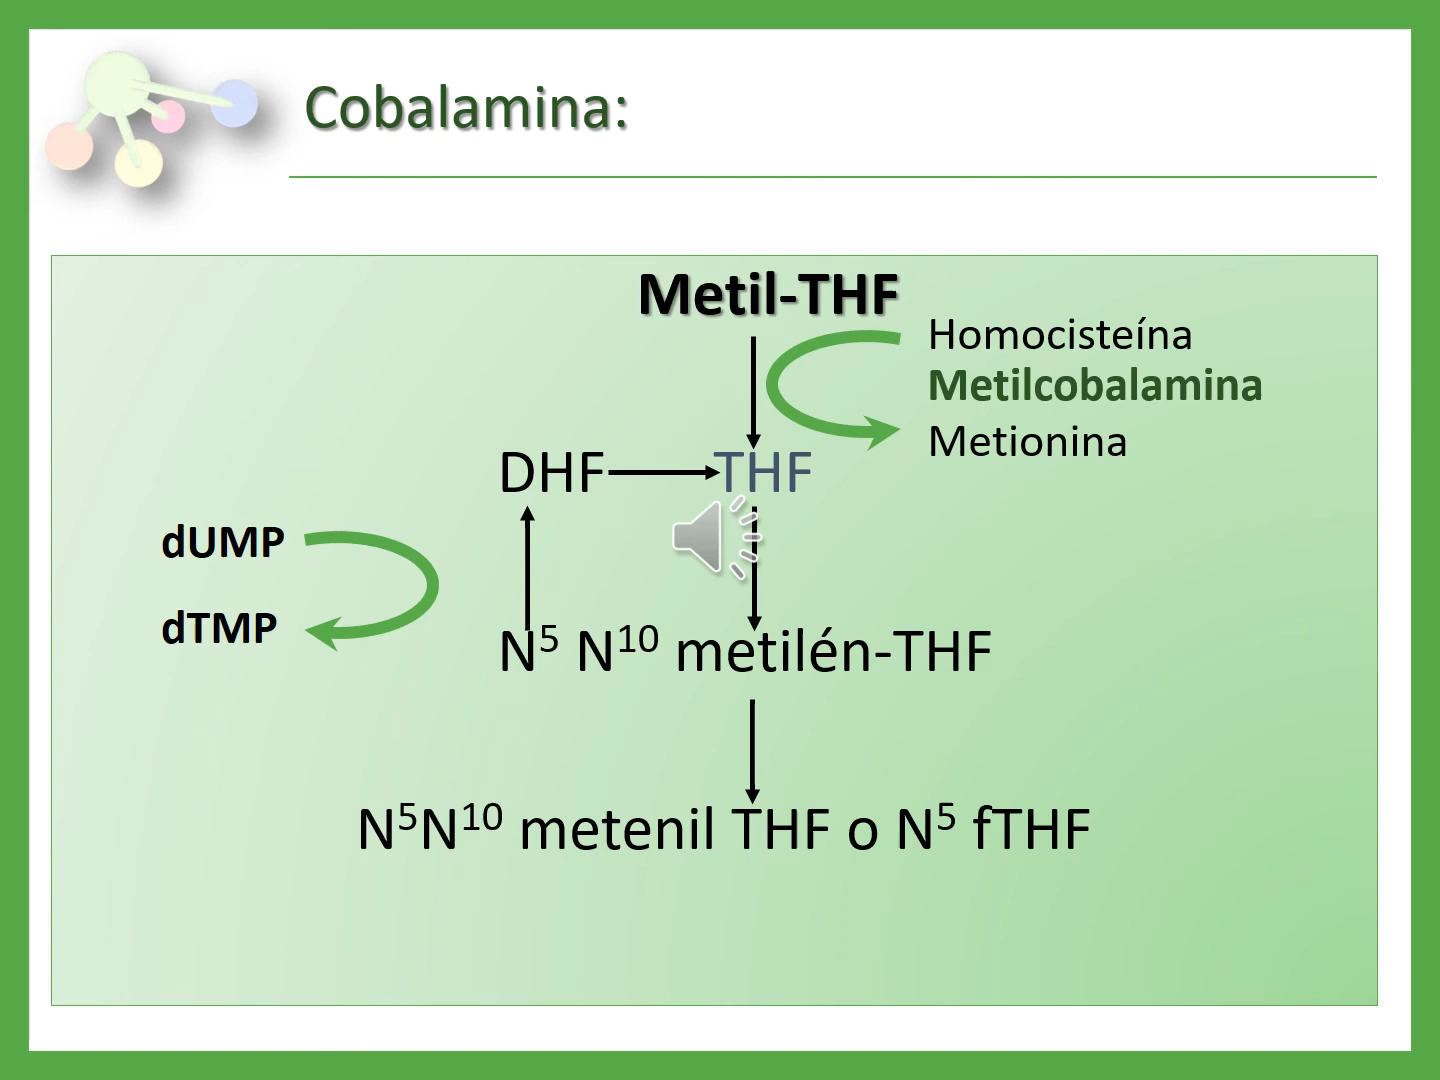 Cobalamina:
Metil-THF
Homocisteína
Metilcobalamina
Metionina
DHF THF
dUMP
dTMP
N⁵ N¹⁰ metilén-THF
N⁵N¹⁰ metenil THF o N⁵ fTHF